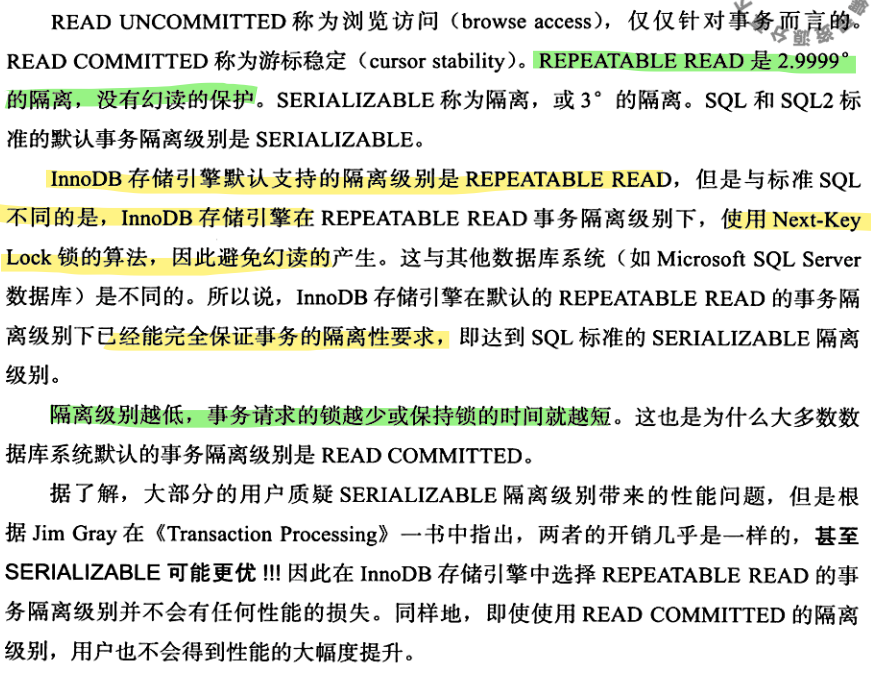 READ UNCOMMITTED 称为浏览访问（browse access），仅仅针对事务而言的。
READ COMMITTED 称为游标稳定（cursor stability）。REPEATABLE READ 是 2.9999°
的隔离，没有幻读的保护。SERIALIZABLE 称为隔离，或 3° 的隔离。SQL 和 SQL2 标
准的默认事务隔离级别是 SERIALIZABLE。
InnoDB 存储引擎默认支持的隔离级别是 REPEATABLE READ，但是与标准 SQL
不同的是，InnoDB 存储引擎在 REPEATABLE READ 事务隔离级别下，使用 Next-Key
Lock 锁的算法，因此避免幻读的产生。这与其他数据库系统（如 Microsoft SQL Server
数据库）是不同的。所以说，InnoDB 存储引擎在默认的 REPEATABLE READ 的事务隔
离级别下已经能完全保证事务的隔离性要求，即达到 SQL 标准的 SERIALIZABLE 隔离
级别。
隔离级别越低，事务请求的锁越少或保持锁的时间就越短。这也是为什么大多数数
据库系统默认的事务隔离级别是 READ COMMITTED。
据了解，大部分的用户质疑 SERIALIZABLE 隔离级别带来的性能问题，但是根
据 Jim Gray 在《Transaction Processing》一书中指出，两者的开销几乎是一样的，甚至
SERIALIZABLE 可能更优 !!! 因此在 InnoDB 存储引擎中选择 REPEATABLE READ 的事
务隔离级别并不会有任何性能的损失。同样地，即使使用 READ COMMITTED 的隔离
级别，用户也不会得到性能的大幅度提升。